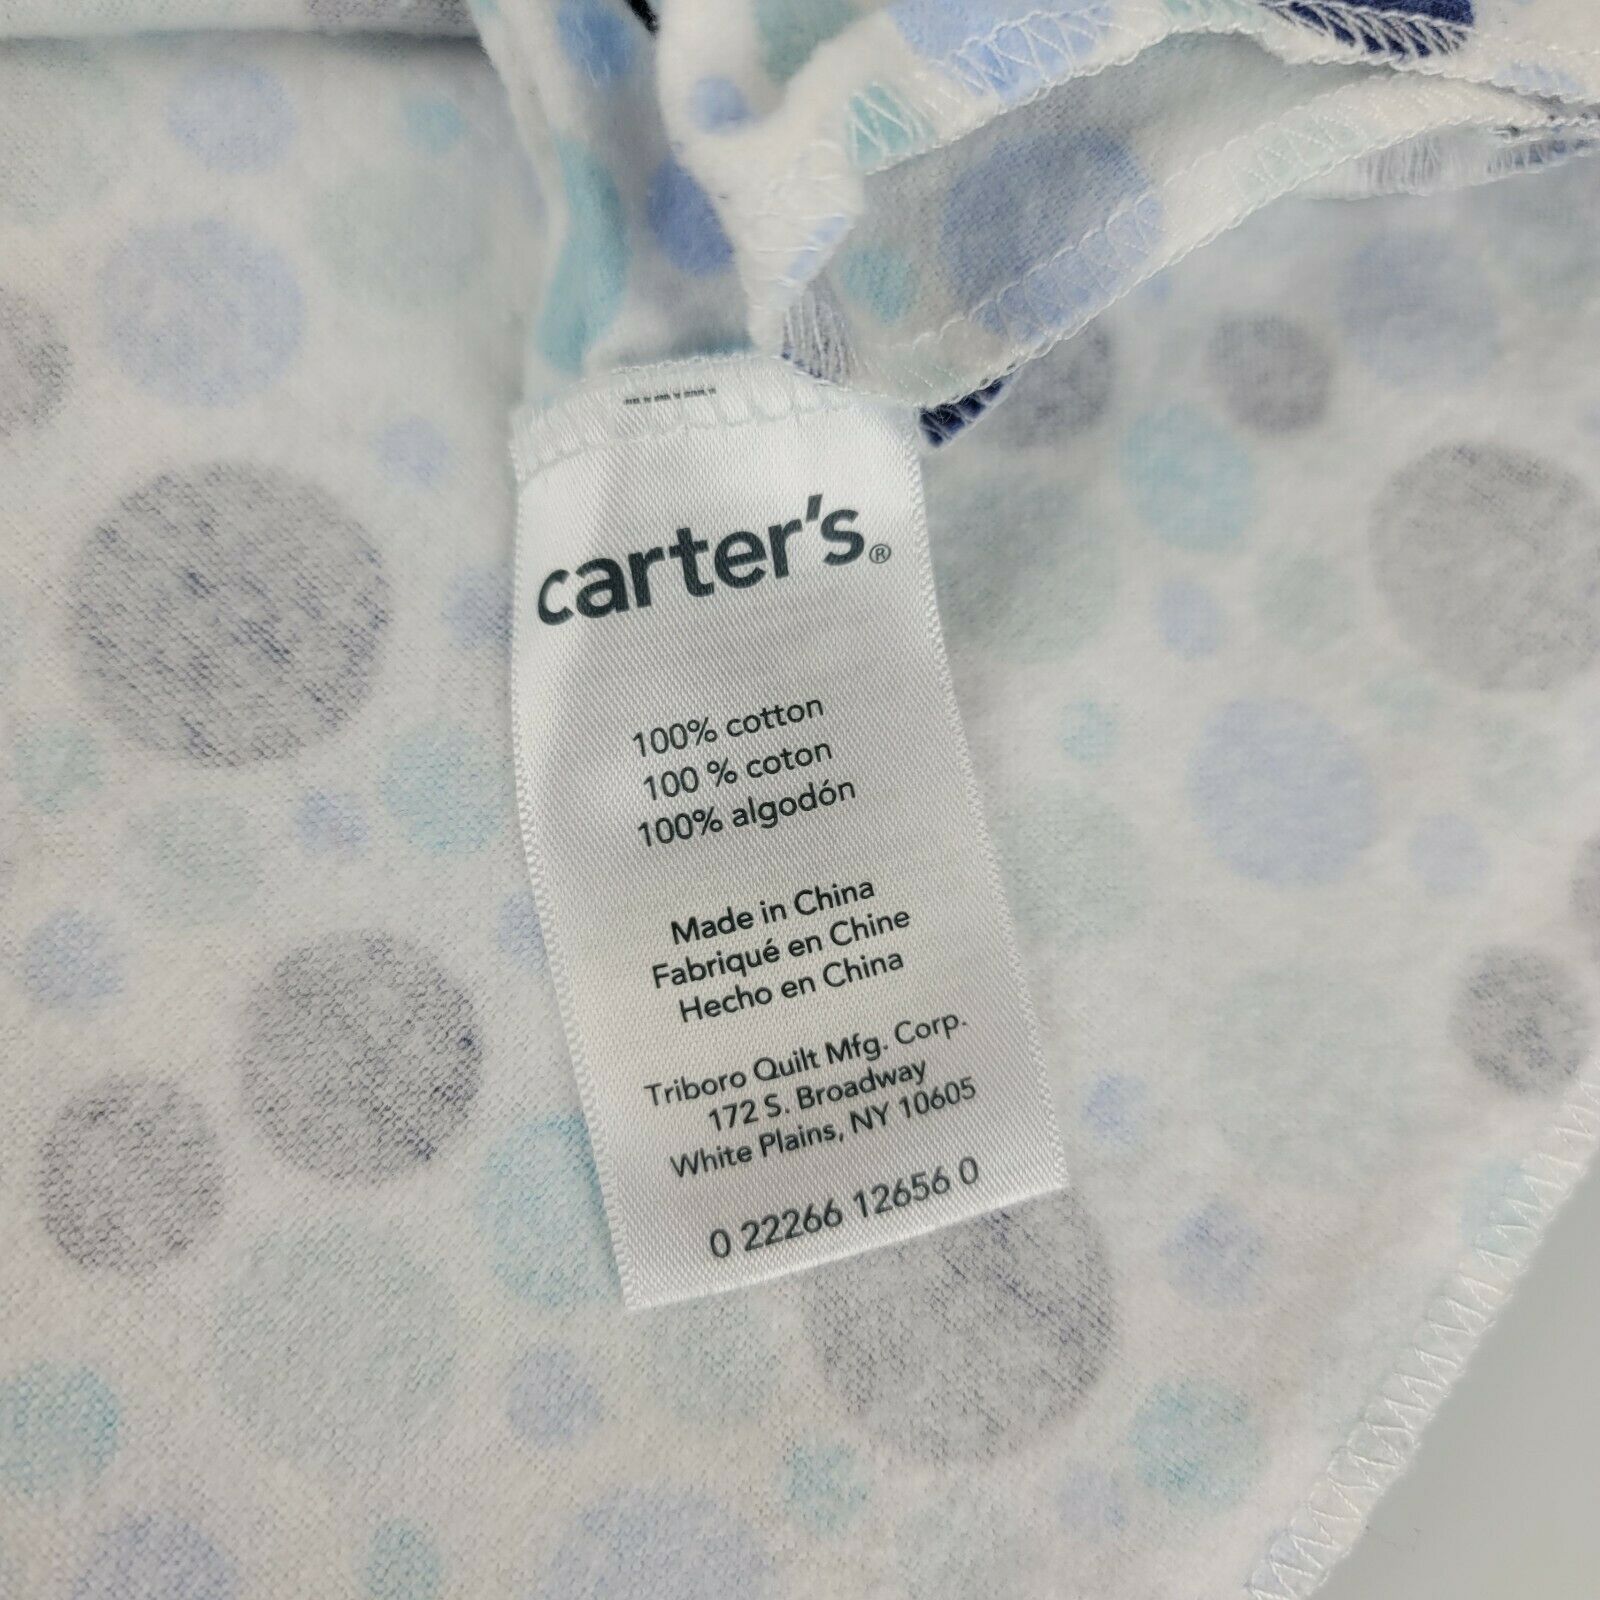 carter's®
100% cotton
100 % coton
100% algodón
Made in China
Fabriqué en Chine
Hecho en China
Triboro Quilt Mfg. Corp.
172 S. Broadway
White Plains, NY 10605
0 22266 12656 0